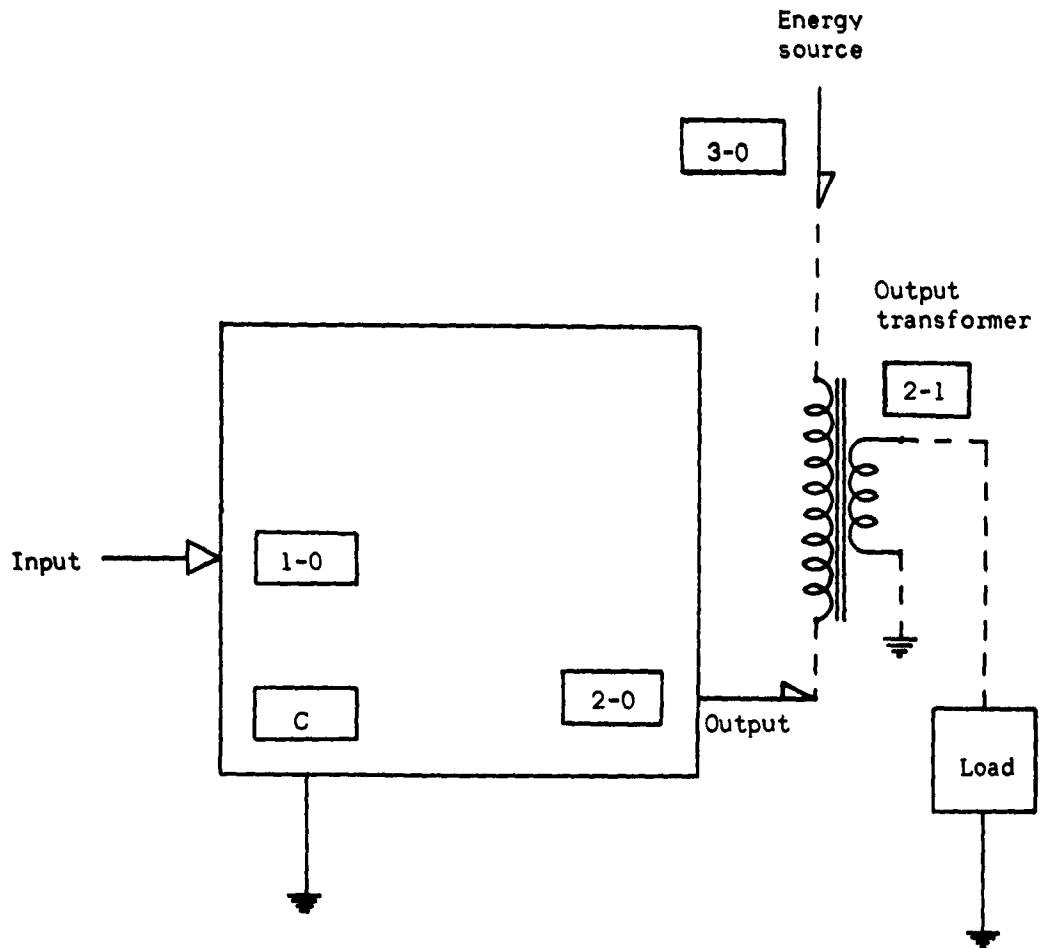 Energy
source
3-0
Output
transformer
2-1
Input
1-0
C
2-0
Output
Load